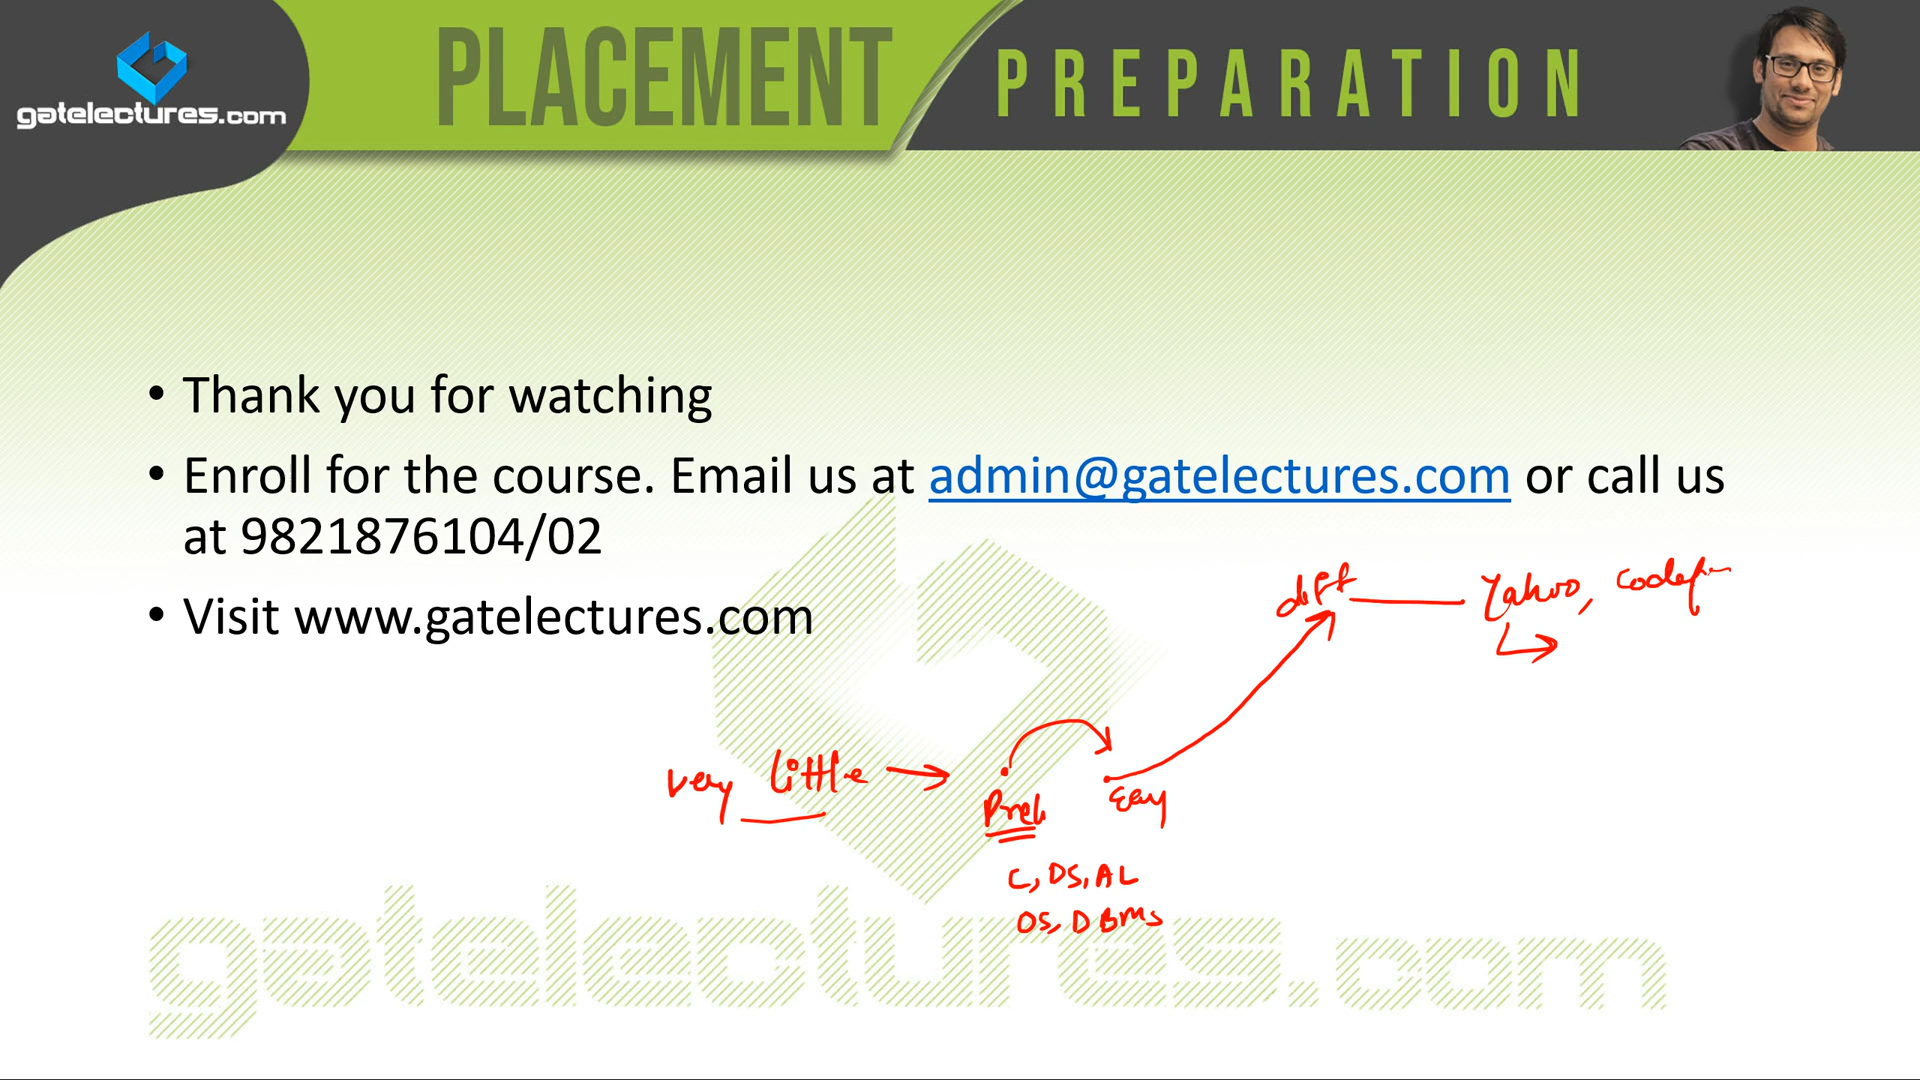 gatelectures.com
PLACEMENT PREPARATION
• Thank you for watching
• Enroll for the course. Email us at admin@gatelectures.com or call us
at 9821876104/02
• Visit www.gatelectures.com
diff Yahoo,
very little →
Easy
C, DS, AL
OS, DBMS
gatelectures.com